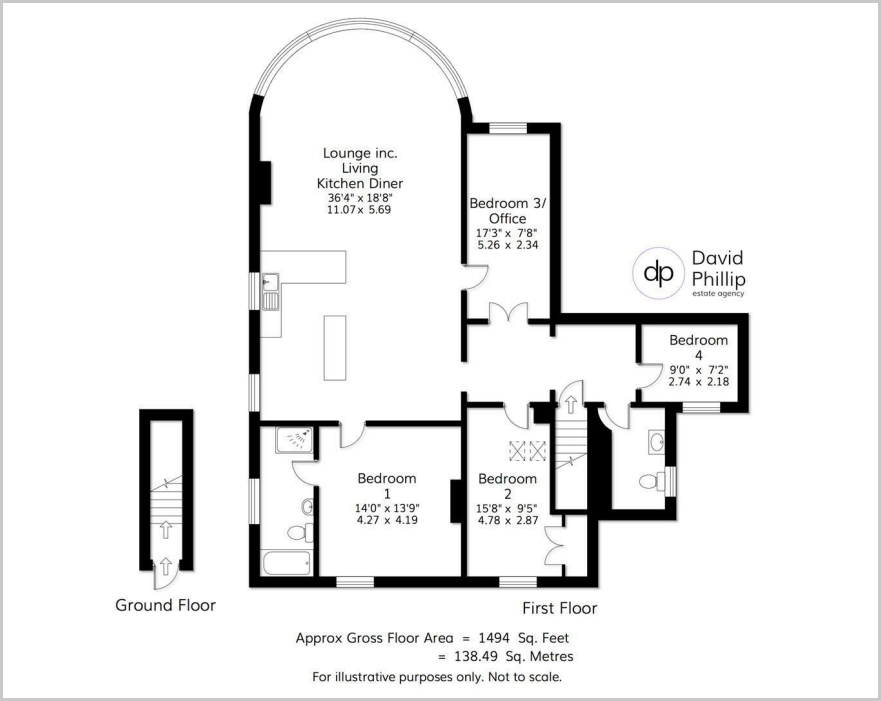 Lounge inc.
Living
Kitchen Diner
36'4" x 18'8"
11.07 x 5.69
Bedroom 3/
Office
17'3" x 7'8"
5.26 x 2.34
dp
David
Phillip
estate agency
Bedroom
4
9'0" x 7'2"
2.74 x 2.18
Bedroom
1
14'0" x 13'9"
4.27 x 4.19
Bedroom
2
15'8" x 9'5"
4.78 x 2.87
Ground Floor
First Floor
Approx Gross Floor Area = 1494 Sq. Feet
= 138.49 Sq. Metres
For illustrative purposes only. Not to scale.